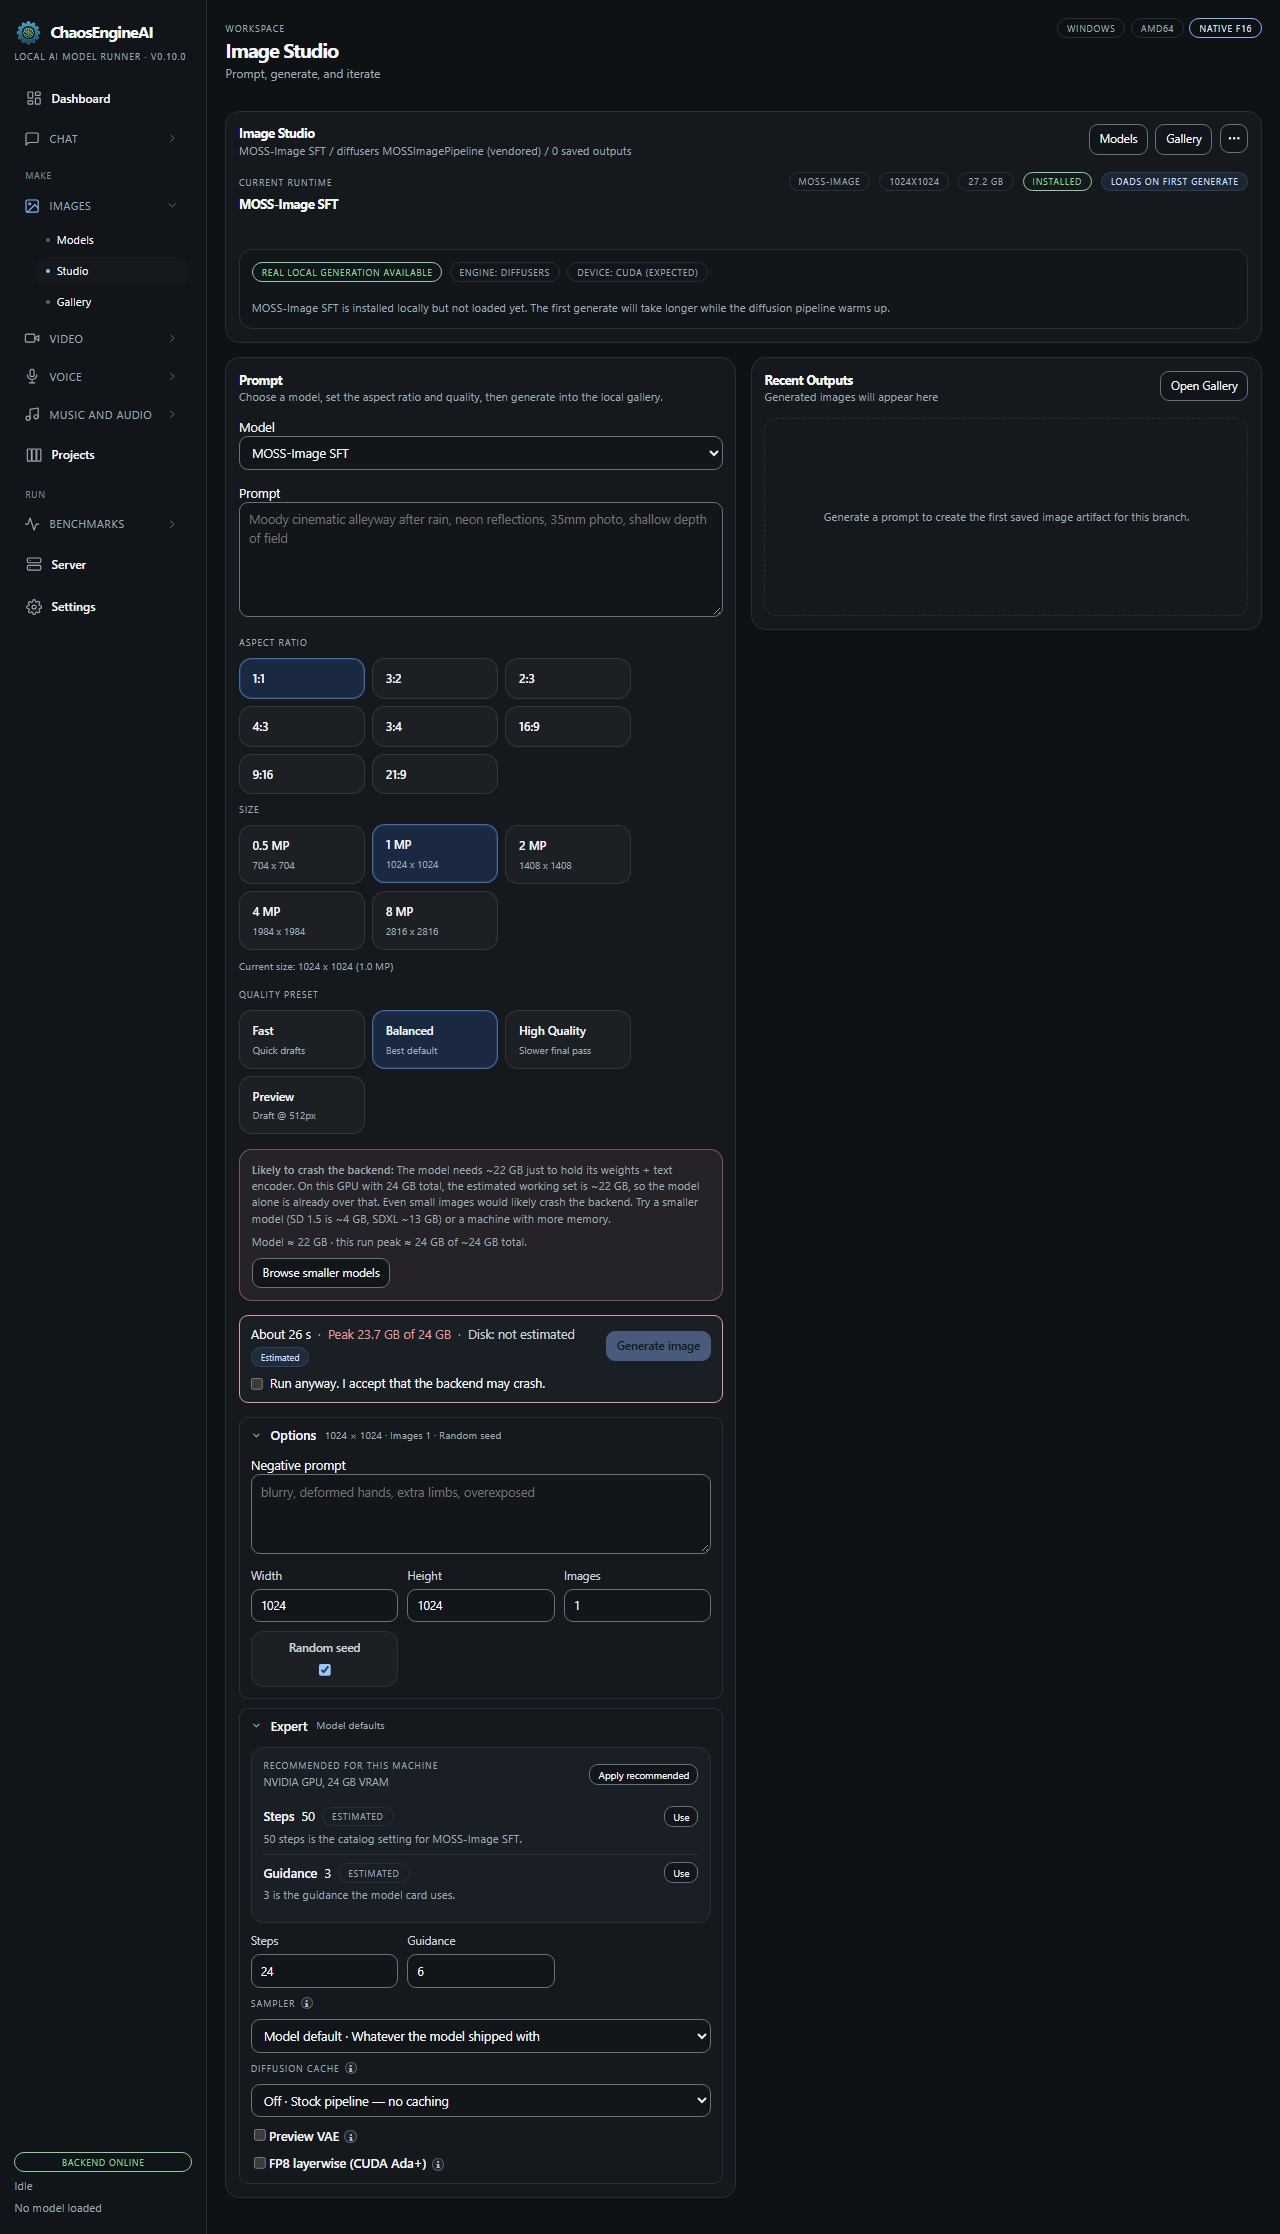 ChaosEngineAI
LOCAL AI MODEL RUNNER · V0.10.0
Dashboard
CHAT
MAKE
IMAGES
Models
Studio
Gallery
VIDEO
VOICE
MUSIC AND AUDIO
Projects
RUN
BENCHMARKS
Server
Settings
BACKEND ONLINE
Idle
No model loaded
WORKSPACE
Image Studio
Prompt, generate, and iterate
WINDOWS
AMD64
NATIVE F16
Image Studio
MOSS-Image SFT / diffusers MOSSImagePipeline (vendored) / 0 saved outputs
Models
Gallery
···
CURRENT RUNTIME
MOSS-Image SFT
MOSS-IMAGE
1024X1024
27.2 GB
INSTALLED
LOADS ON FIRST GENERATE
REAL LOCAL GENERATION AVAILABLE
ENGINE: DIFFUSERS
DEVICE: CUDA (EXPECTED)
MOSS-Image SFT is installed locally but not loaded yet. The first generate will take longer while the diffusion pipeline warms up.
Prompt
Choose a model, set the aspect ratio and quality, then generate into the local gallery.
Model
MOSS-Image SFT
Prompt
Moody cinematic alleyway after rain, neon reflections, 35mm photo, shallow depth
of field
ASPECT RATIO
1:1
3:2
2:3
4:3
3:4
16:9
9:16
21:9
SIZE
0.5 MP
704 x 704
1 MP
1024 x 1024
2 MP
1408 x 1408
4 MP
1984 x 1984
8 MP
2816 x 2816
Current size: 1024 x 1024 (1.0 MP)
QUALITY PRESET
Fast
Quick drafts
Balanced
Best default
High Quality
Slower final pass
Preview
Draft @ 512px
Likely to crash the backend: The model needs ~22 GB just to hold its weights + text
encoder. On this GPU with 24 GB total, the estimated working set is ~22 GB, so the model
alone is already over that. Even small images would likely crash the backend. Try a smaller
model (SD 1.5 is ~4 GB, SDXL ~13 GB) or a machine with more memory.
Model ≈ 22 GB · this run peak ≈ 24 GB of ~24 GB total.
Browse smaller models
About 26 s · Peak 23.7 GB of 24 GB · Disk: not estimated
Estimated
Generate image
Run anyway. I accept that the backend may crash.
Options 1024 × 1024 · Images 1 · Random seed
Negative prompt
blurry, deformed hands, extra limbs, overexposed
Width
Height
Images
1024
1024
1
Random seed
Expert Model defaults
RECOMMENDED FOR THIS MACHINE
NVIDIA GPU, 24 GB VRAM
Apply recommended
Steps 50 ESTIMATED
Use
50 steps is the catalog setting for MOSS-Image SFT.
Guidance 3 ESTIMATED
Use
3 is the guidance the model card uses.
Steps
Guidance
24
6
SAMPLER
Model default · Whatever the model shipped with
DIFFUSION CACHE
Off · Stock pipeline — no caching
Preview VAE
FP8 layerwise (CUDA Ada+)
Recent Outputs
Generated images will appear here
Open Gallery
Generate a prompt to create the first saved image artifact for this branch.